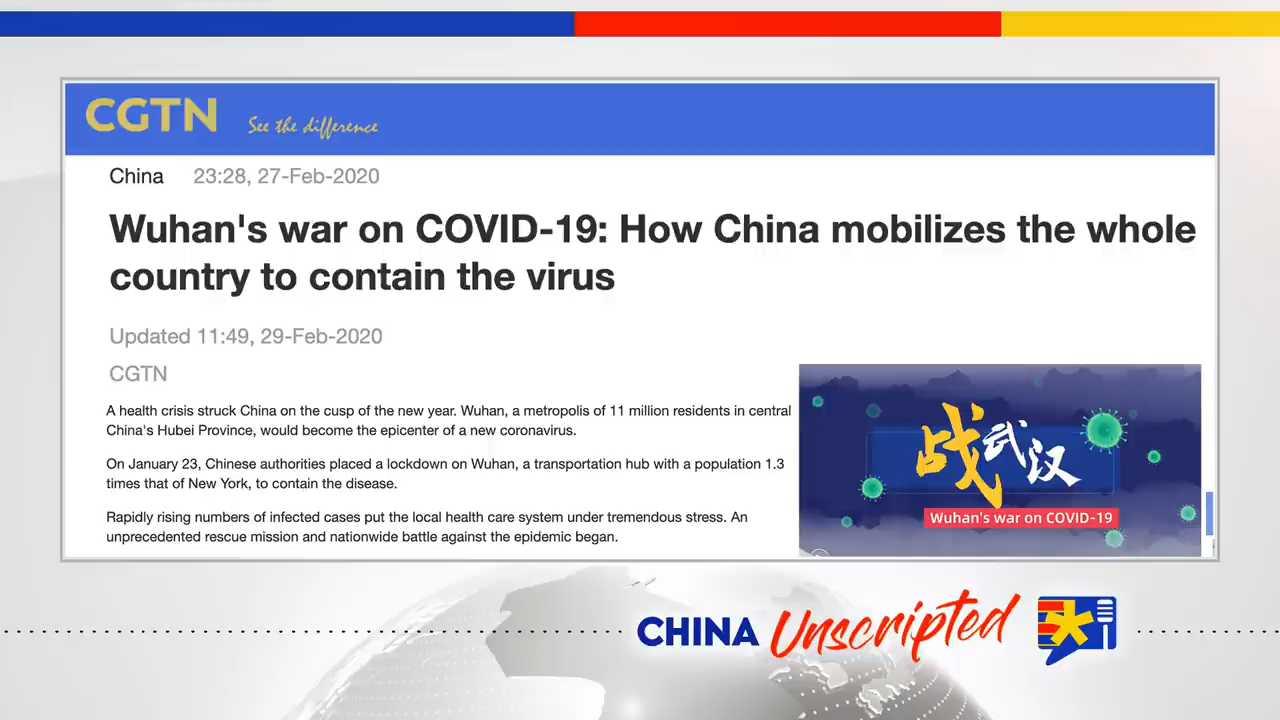 CGTN See the difference
China 23:28, 27-Feb-2020
Wuhan's war on COVID-19: How China mobilizes the whole
country to contain the virus
Updated 11:49, 29-Feb-2020
CGTN
A health crisis struck China on the cusp of the new year. Wuhan, a metropolis of 11 million residents in central
China's Hubei Province, would become the epicenter of a new coronavirus.
On January 23, Chinese authorities placed a lockdown on Wuhan, a transportation hub with a population 1.3
times that of New York, to contain the disease.
Rapidly rising numbers of infected cases put the local health care system under tremendous stress. An
unprecedented rescue mission and nationwide battle against the epidemic began.
战武汉
Wuhan's war on COVID-19
CHINA Unscripted